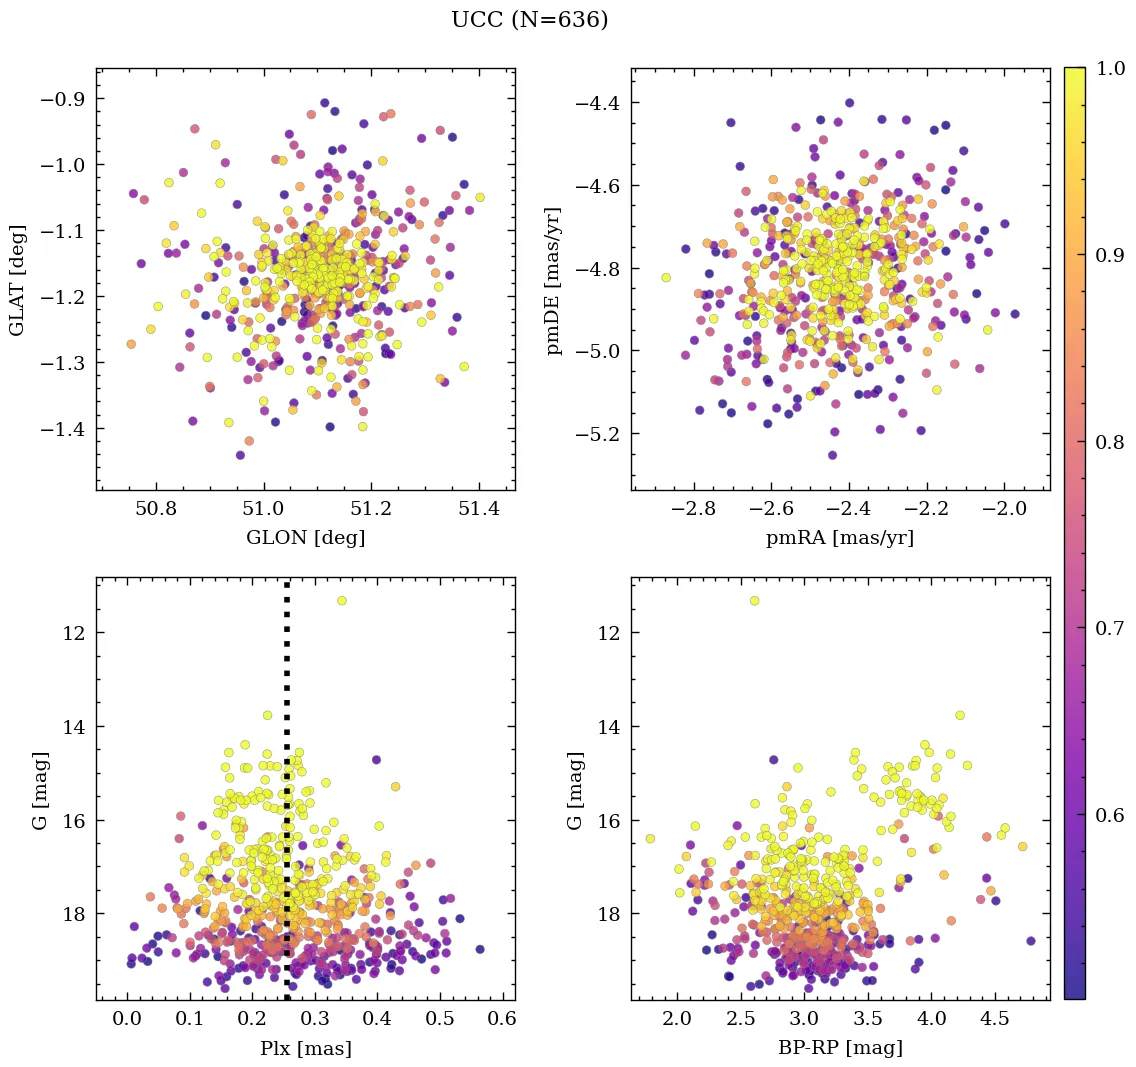 UCC (N=636)
−0.9
−1.0
−1.1
−1.2
−1.3
−1.4
GLAT [deg]
50.8 51.0 51.2 51.4
GLON [deg]
−4.4
−4.6
−4.8
−5.0
−5.2
pmDE [mas/yr]
−2.8 −2.6 −2.4 −2.2 −2.0
pmRA [mas/yr]
1.0
0.9
0.8
0.7
0.6
12
14
16
18
G [mag]
0.0 0.1 0.2 0.3 0.4 0.5 0.6
Plx [mas]
12
14
16
18
G [mag]
2.0 2.5 3.0 3.5 4.0 4.5
BP-RP [mag]